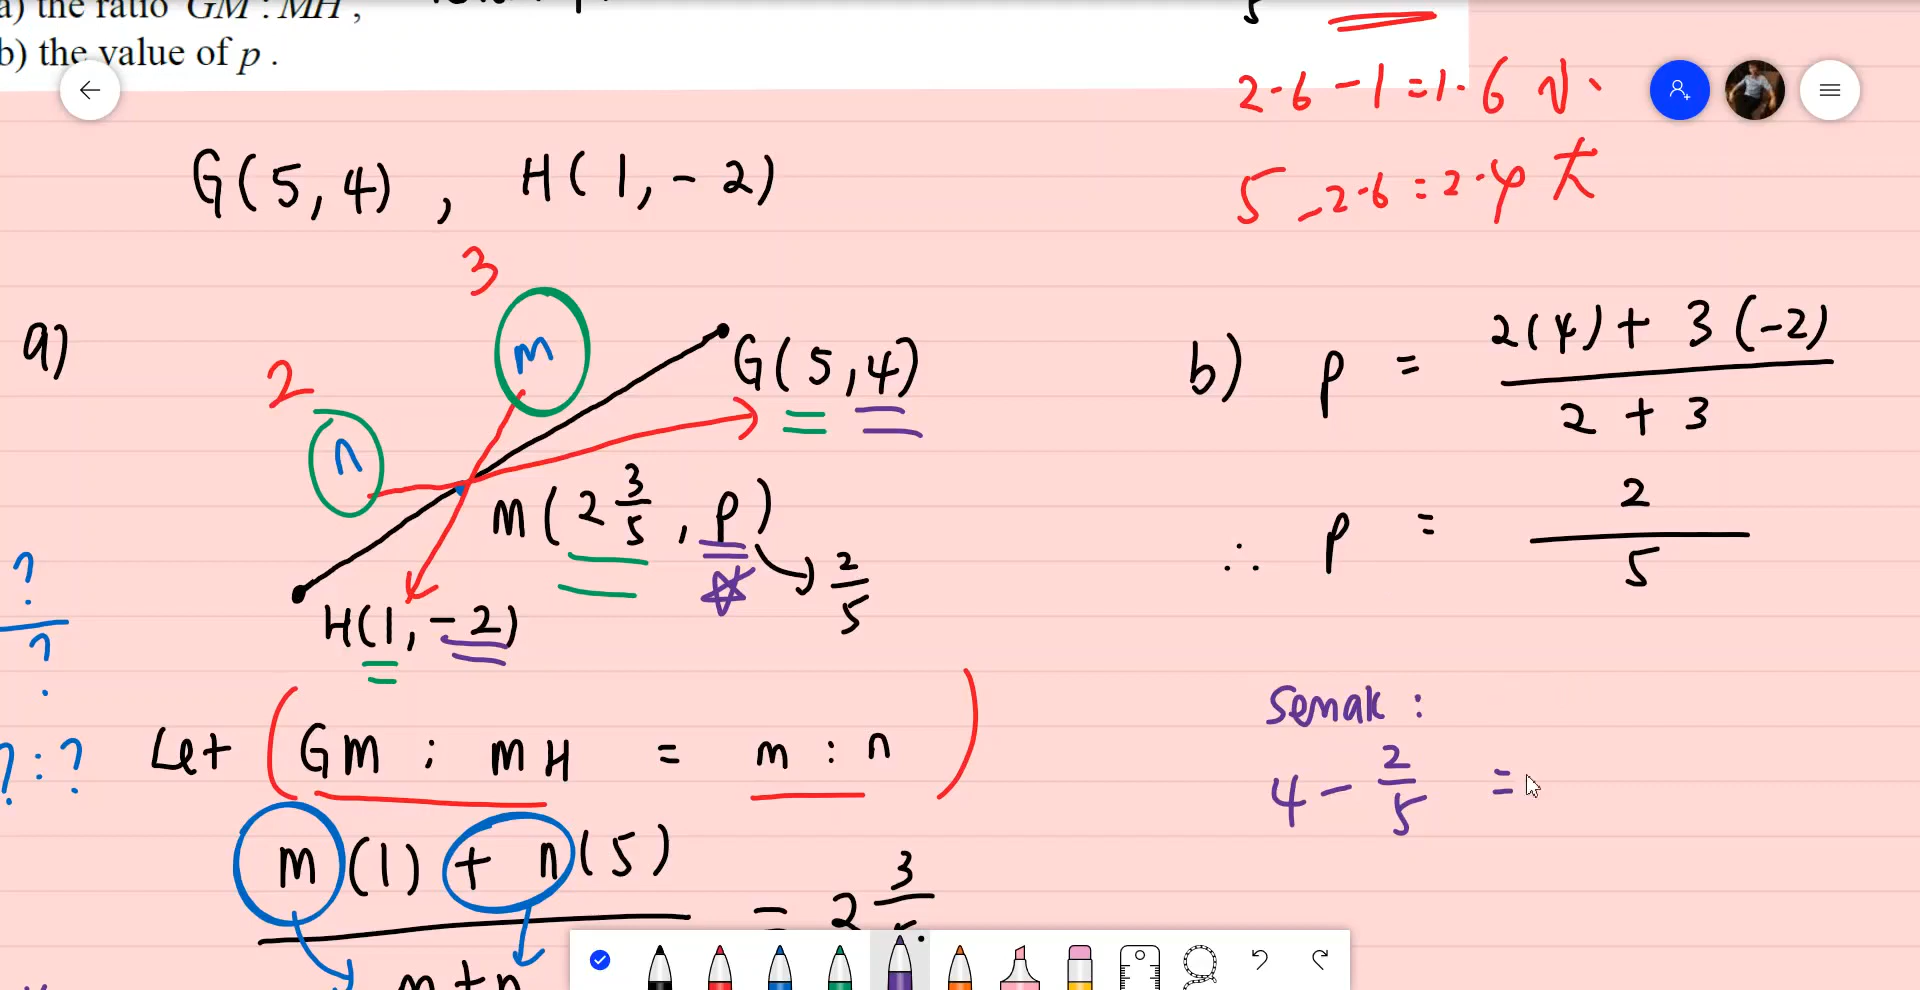 a) the ratio GM : MH ,
b) the value of p .
5
2·6 - 1 = 1·6
5 - 2·6 = 2·4 大
G(5,4) , H(1,-2)
3
a)
m
G(5,4)
2
n
M(2 3/5 , p)
2/5
H(1,-2)
?/?
?:?
Let (GM : MH = m : n)
m(1) + n(5)
= 2 3/
m+n
b) p = 2(4) + 3(-2)
2 + 3
∴ p = 2/5
Semak :
4 - 2/5 =